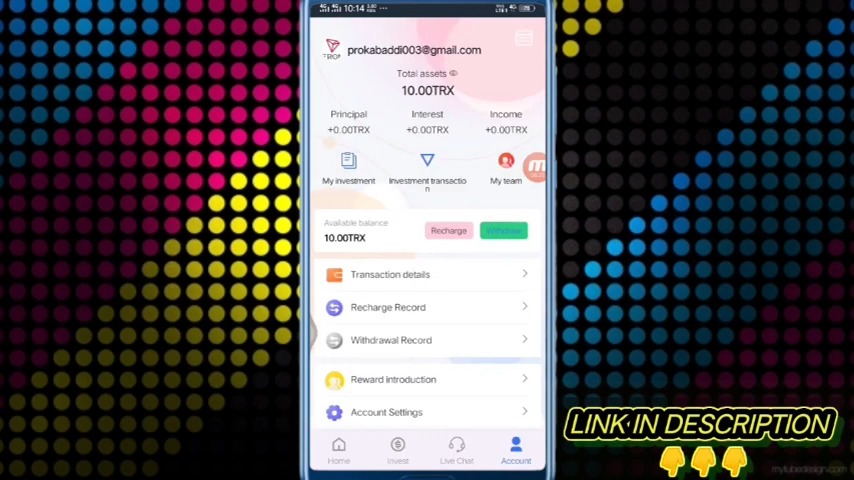 10:14
prokabaddi003@gmail.com
Total assets
10.00TRX
Principal Interest Income
+0.00TRX +0.00TRX +0.00TRX
My investment Investment transactio
n My team
Available balance
10.00TRX
Recharge Withdraw
Transaction details
Recharge Record
Withdrawal Record
Reward introduction
Account Settings
Home Invest Live Chat Account
LINK IN DESCRIPTION
mytubedesign.com